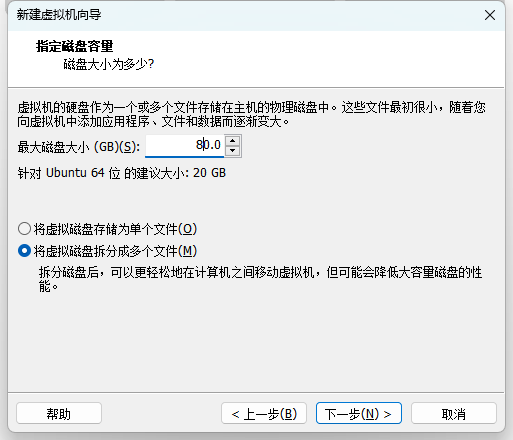 新建虚拟机向导
指定磁盘容量
磁盘大小为多少?
虚拟机的硬盘作为一个或多个文件存储在主机的物理磁盘中。这些文件最初很小，随着您
向虚拟机中添加应用程序、文件和数据而逐渐变大。
最大磁盘大小 (GB)(S): 80.0
针对 Ubuntu 64 位 的建议大小: 20 GB
将虚拟磁盘存储为单个文件(O)
将虚拟磁盘拆分成多个文件(M)
拆分磁盘后，可以更轻松地在计算机之间移动虚拟机，但可能会降低大容量磁盘的性
能。
帮助 < 上一步(B) 下一步(N) > 取消